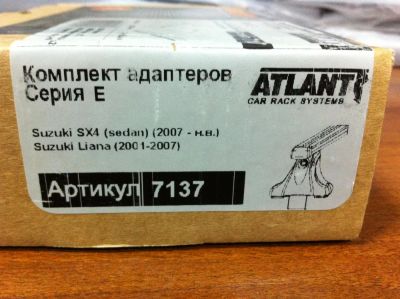 Комплект адаптеров
Серия Е
ATLANT
CAR RACK SYSTEMS
Suzuki SX4 (sedan) (2007 - н.в.)
Suzuki Liana (2001-2007)
Артикул 7137